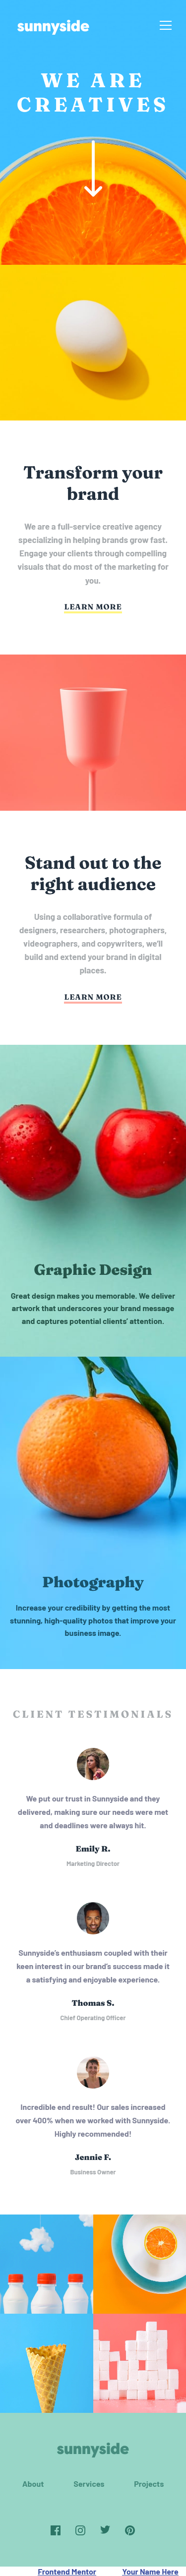 sunnyside
WE ARE
CREATIVES
Transform your
brand
We are a full-service creative agency
specializing in helping brands grow fast.
Engage your clients through compelling
visuals that do most of the marketing for
you.
LEARN MORE
Stand out to the
right audience
Using a collaborative formula of
designers, researchers, photographers,
videographers, and copywriters, we'll
build and extend your brand in digital
places.
LEARN MORE
Graphic Design
Great design makes you memorable. We deliver
artwork that underscores your brand message
and captures potential clients' attention.
Photography
Increase your credibility by getting the most
stunning, high-quality photos that improve your
business image.
CLIENT TESTIMONIALS
We put our trust in Sunnyside and they
delivered, making sure our needs were met
and deadlines were always hit.
Emily R.
Marketing Director
Sunnyside's enthusiasm coupled with their
keen interest in our brand's success made it
a satisfying and enjoyable experience.
Thomas S.
Chief Operating Officer
Incredible end result! Our sales increased
over 400% when we worked with Sunnyside.
Highly recommended!
Jennie F.
Business Owner
sunnyside
About Services Projects
Frontend Mentor Your Name Here